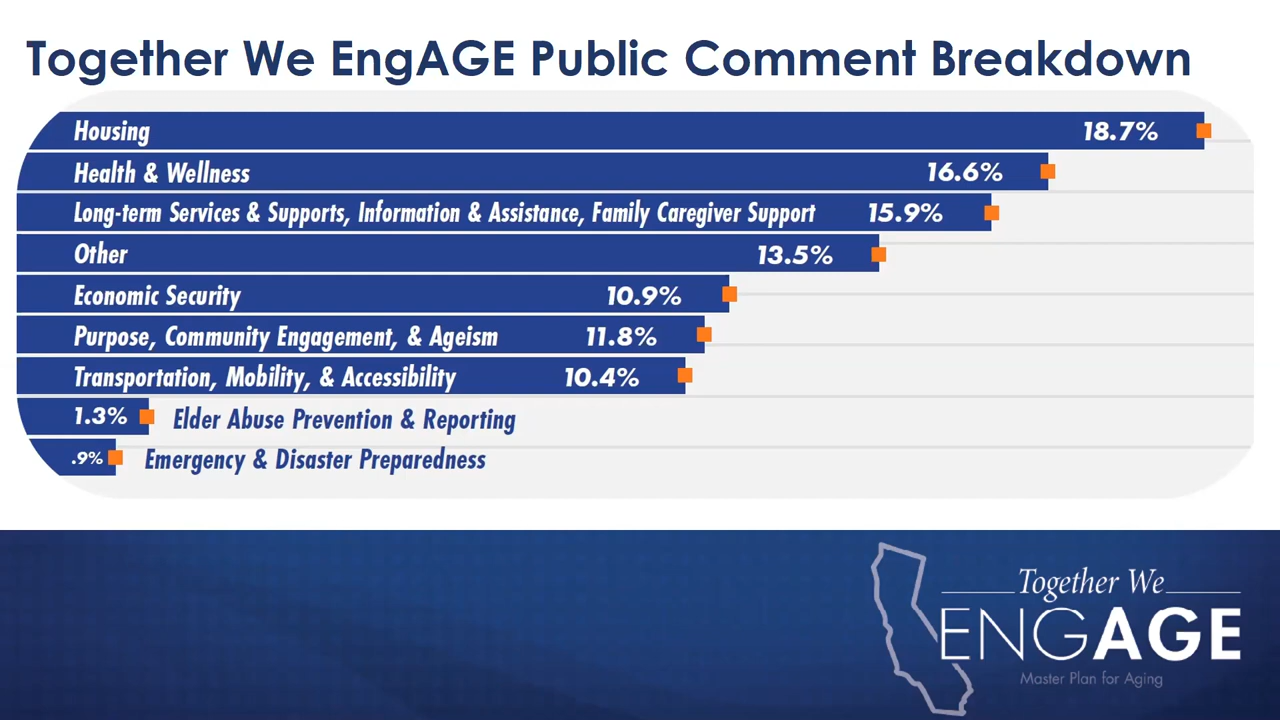 Together We EngAGE Public Comment Breakdown
Housing 18.7%
Health & Wellness 16.6%
Long-term Services & Supports, Information & Assistance, Family Caregiver Support 15.9%
Other 13.5%
Economic Security 10.9%
Purpose, Community Engagement, & Ageism 11.8%
Transportation, Mobility, & Accessibility 10.4%
1.3% Elder Abuse Prevention & Reporting
.9% Emergency & Disaster Preparedness
Together We
ENGAGE
Master Plan for Aging